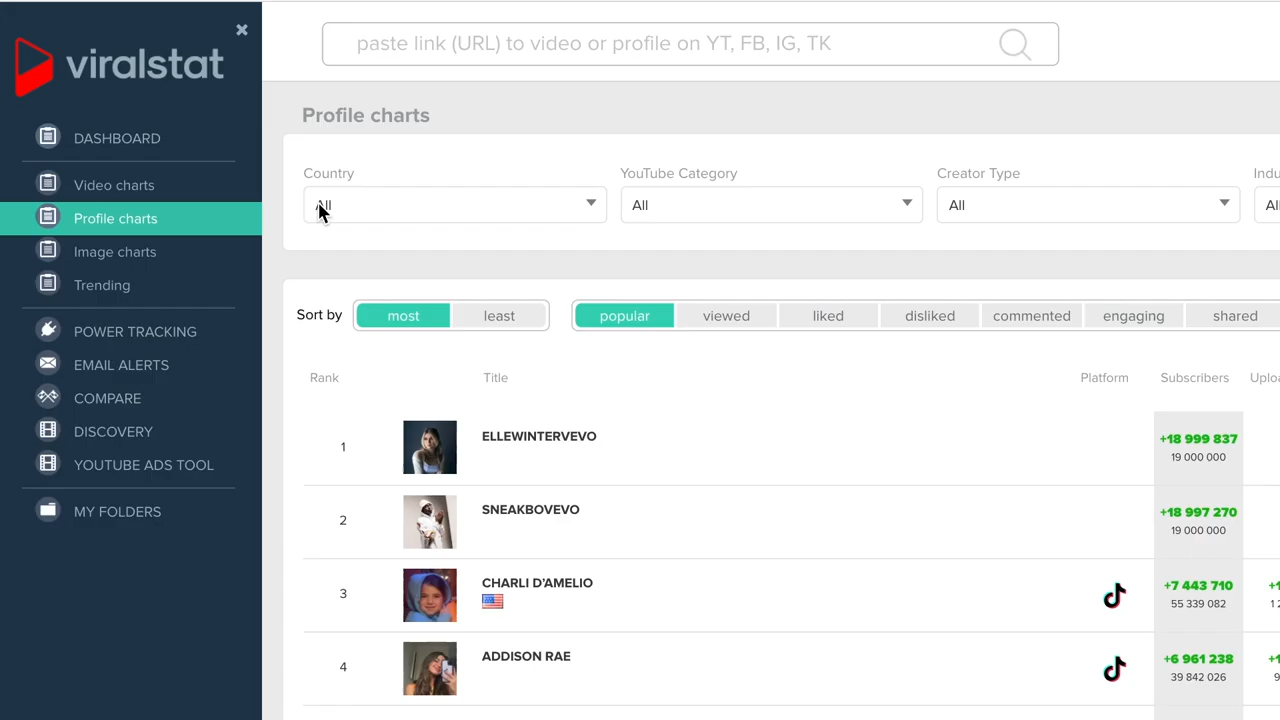 viralstat
paste link (URL) to video or profile on YT, FB, IG, TK
DASHBOARD
Video charts
Profile charts
Image charts
Trending
POWER TRACKING
EMAIL ALERTS
COMPARE
DISCOVERY
YOUTUBE ADS TOOL
MY FOLDERS
Profile charts
Country YouTube Category Creator Type
All All All
Sort by most least popular viewed liked disliked commented engaging shared
Rank Title Platform Subscribers
1 ELLEWINTERVEVO +18 999 837
19 000 000
2 SNEAKBOVEVO +18 997 270
19 000 000
3 CHARLI D'AMELIO +7 443 710
55 339 082
4 ADDISON RAE +6 961 238
39 842 026